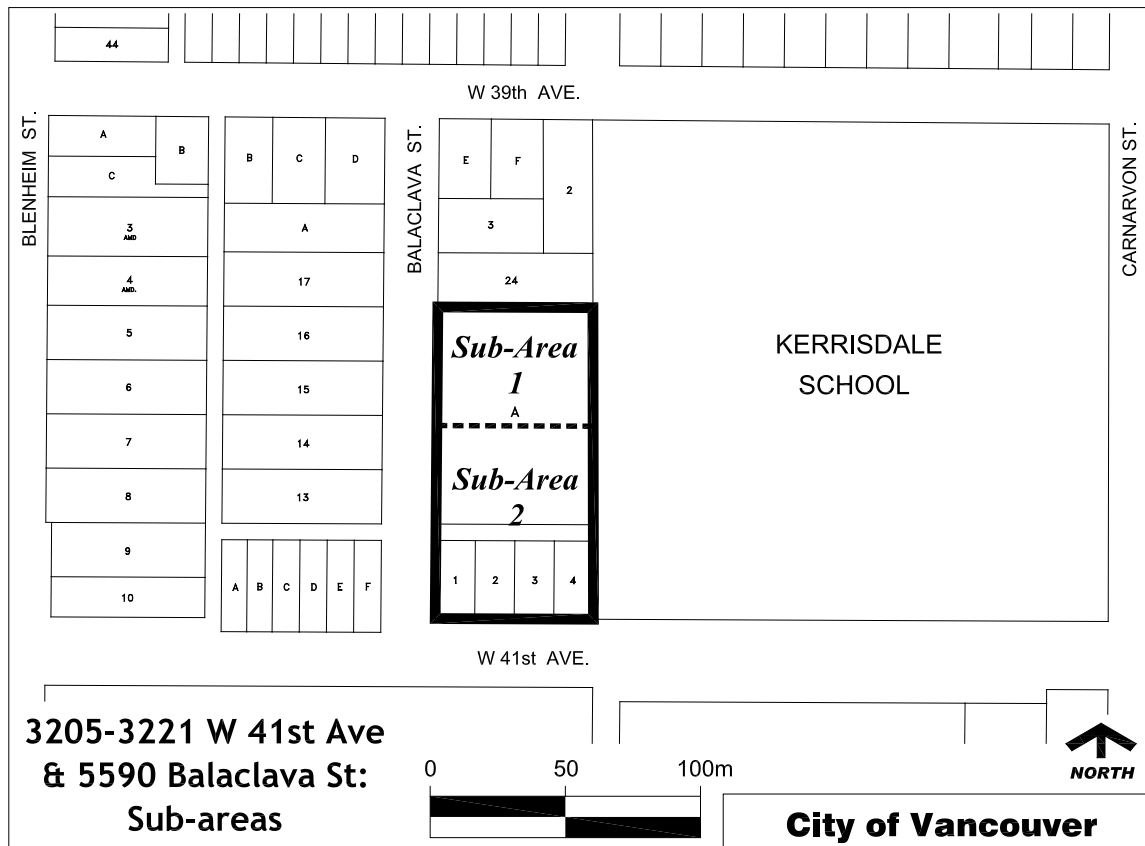 44
W 39th AVE.
BLENHEIM ST.
BALACLAVA ST.
CARNARVON ST.
A
B
C
3
AMD
4
AMD.
5
6
7
8
9
10
B
C
D
A
17
16
15
14
13
A
B
C
D
E
F
E
F
2
3
24
Sub-Area
1
A
Sub-Area
2
1
2
3
4
KERRISDALE
SCHOOL
W 41st AVE.
3205-3221 W 41st Ave
& 5590 Balaclava St:
Sub-areas
0 50 100m
NORTH
City of Vancouver